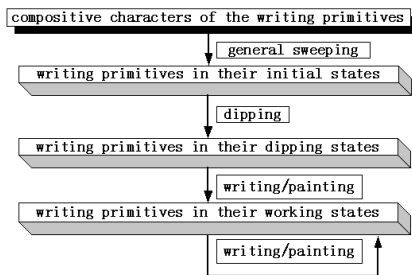 compositive characters of the writing primitives
general sweeping
writing primitives in their initial states
dipping
writing primitives in their dipping states
writing/painting
writing primitives in their working states
writing/painting